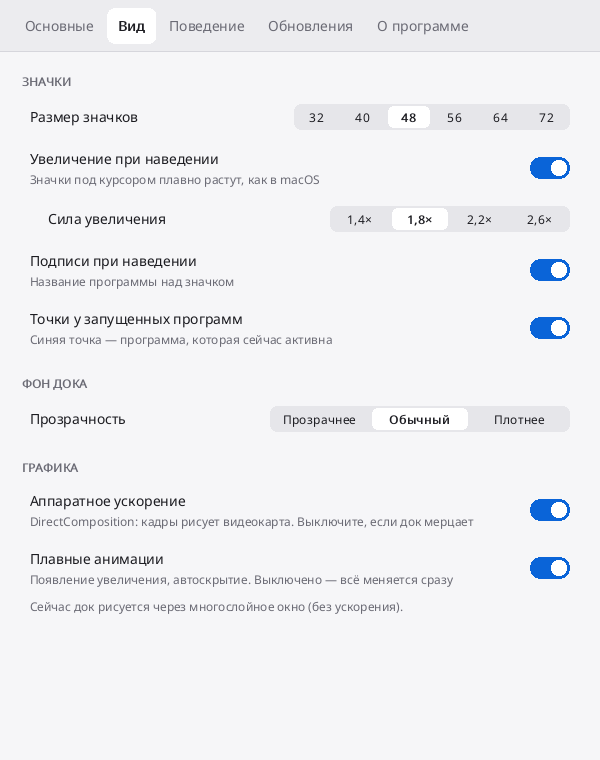 Основные Вид Поведение Обновления О программе
ЗНАЧКИ
Размер значков 32 40 48 56 64 72
Увеличение при наведении
Значки под курсором плавно растут, как в macOS
Сила увеличения 1,4× 1,8× 2,2× 2,6×
Подписи при наведении
Название программы над значком
Точки у запущенных программ
Синяя точка — программа, которая сейчас активна
ФОН ДОКА
Прозрачность Прозрачнее Обычный Плотнее
ГРАФИКА
Аппаратное ускорение
DirectComposition: кадры рисует видеокарта. Выключите, если док мерцает
Плавные анимации
Появление увеличения, автоскрытие. Выключено — всё меняется сразу
Сейчас док рисуется через многослойное окно (без ускорения).